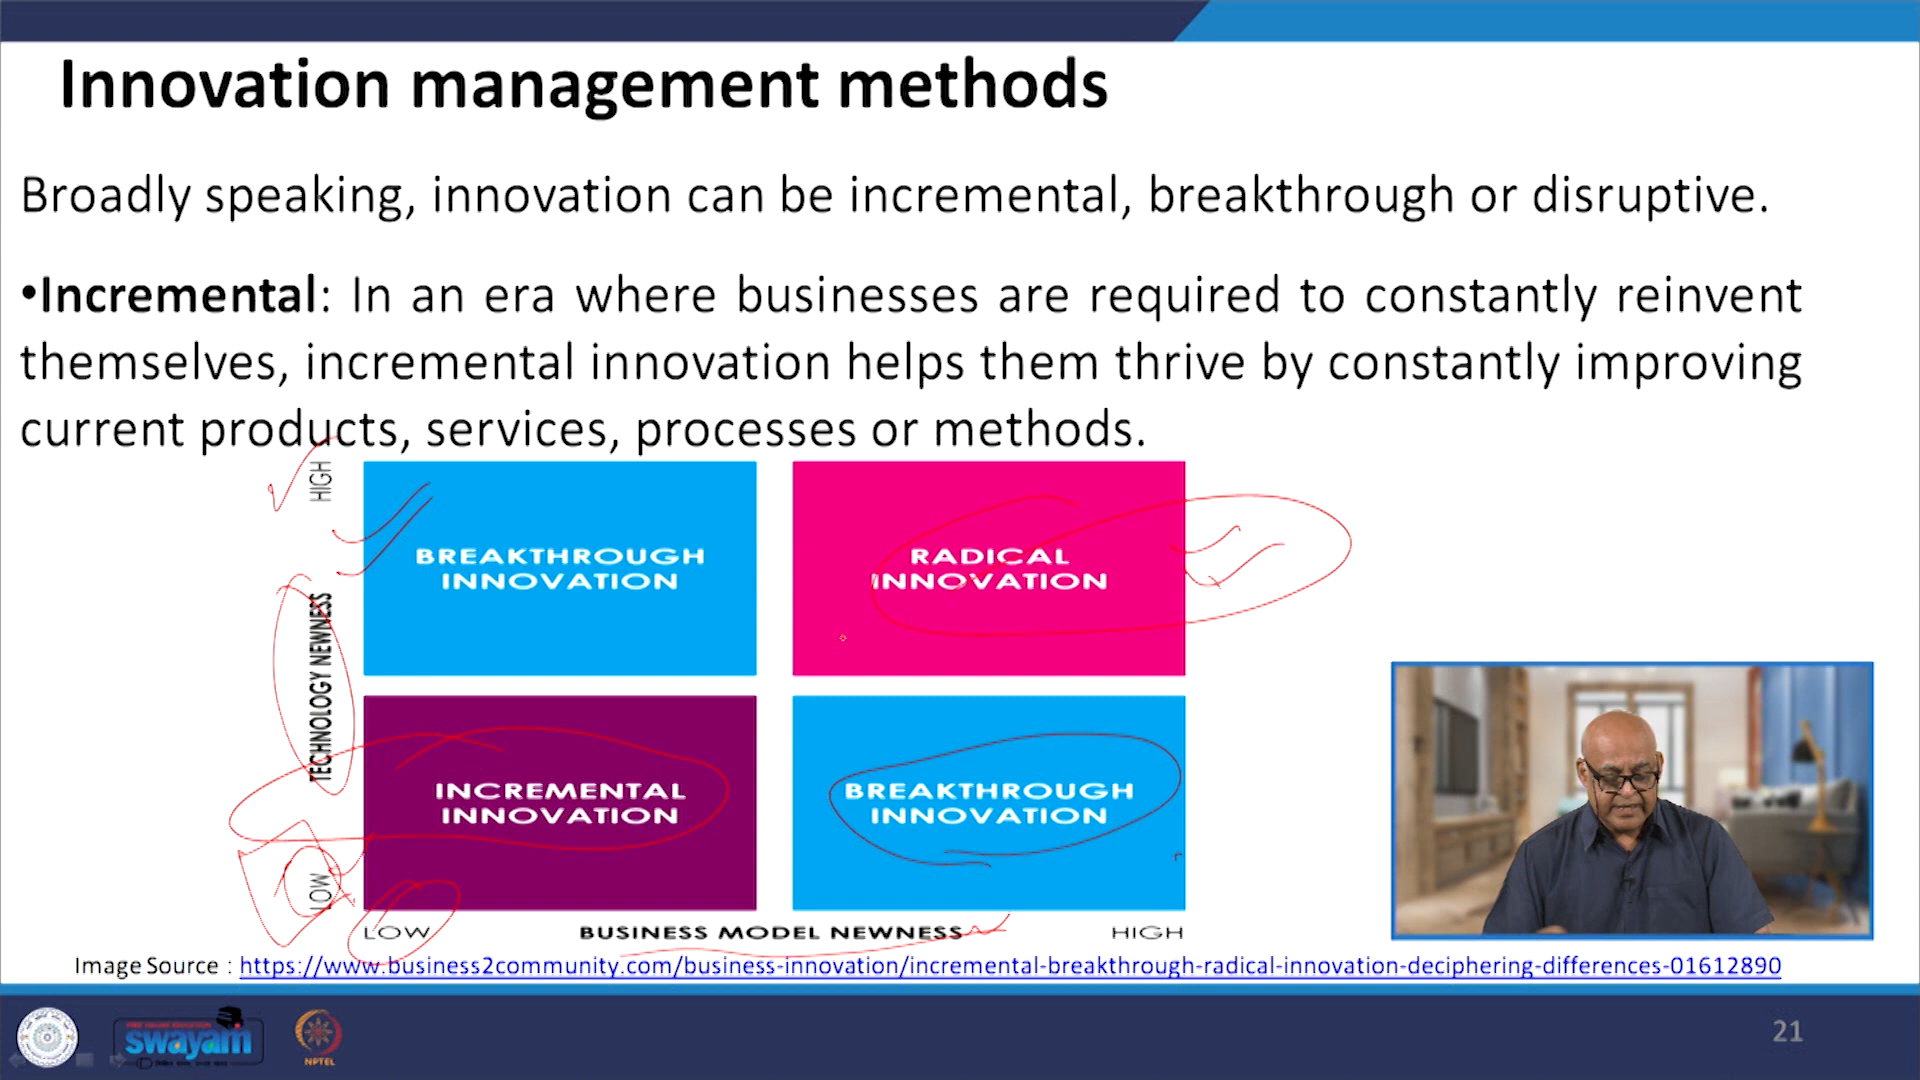 Innovation management methods
Broadly speaking, innovation can be incremental, breakthrough or disruptive.
•Incremental: In an era where businesses are required to constantly reinvent
themselves, incremental innovation helps them thrive by constantly improving
current products, services, processes or methods.
HIGH
TECHNOLOGY NEWNESS
LOW
BREAKTHROUGH
INNOVATION
RADICAL
INNOVATION
INCREMENTAL
INNOVATION
BREAKTHROUGH
INNOVATION
LOW
BUSINESS MODEL NEWNESS
HIGH
Image Source : https://www.business2community.com/business-innovation/incremental-breakthrough-radical-innovation-deciphering-differences-01612890
swayam
NPTEL
21